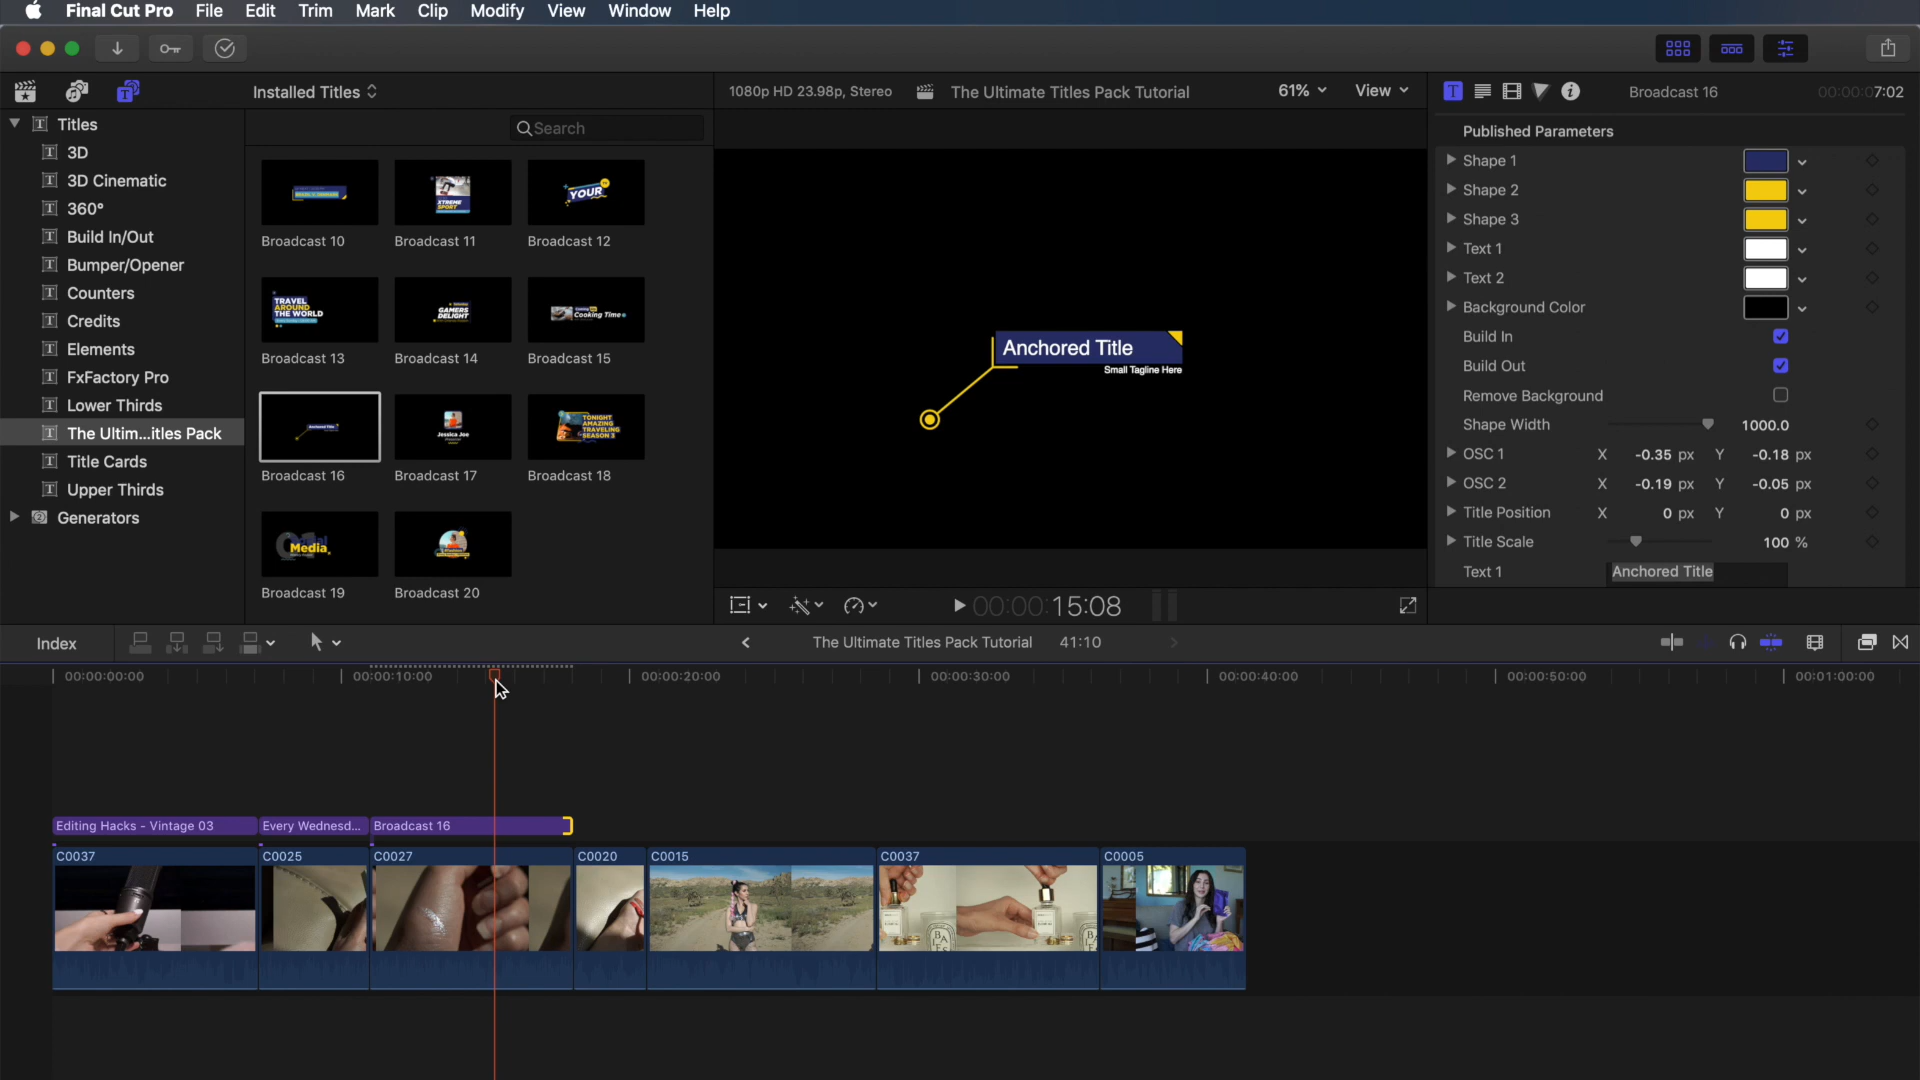 Final Cut Pro File Edit Trim Mark Clip Modify View Window Help
Installed Titles
1080p HD 23.98p, Stereo The Ultimate Titles Pack Tutorial 61% View
Broadcast 16 00:00:07:02
Titles
3D
3D Cinematic
360°
Build In/Out
Bumper/Opener
Counters
Credits
Elements
FxFactory Pro
Lower Thirds
The Ultim...itles Pack
Title Cards
Upper Thirds
Generators
Search
XTREME
SPORT
YOUR
Broadcast 10 Broadcast 11 Broadcast 12
TRAVEL
AROUND
THE WORLD
GAMERS
DELIGHT
Cooking Time
Broadcast 13 Broadcast 14 Broadcast 15
Jessica Joe
TONIGHT
AMAZING
TRAVELING
SEASON 3
Broadcast 16 Broadcast 17 Broadcast 18
Media
Broadcast 19 Broadcast 20
Anchored Title
Small Tagline Here
00:00:15:08
Published Parameters
Shape 1
Shape 2
Shape 3
Text 1
Text 2
Background Color
Build In
Build Out
Remove Background
Shape Width 1000.0
OSC 1 X -0.35 px Y -0.18 px
OSC 2 X -0.19 px Y -0.05 px
Title Position X 0 px Y 0 px
Title Scale 100 %
Text 1 Anchored Title
Index
The Ultimate Titles Pack Tutorial 41:10
00:00:00:00 00:00:10:00 00:00:20:00 00:00:30:00 00:00:40:00 00:00:50:00 00:01:00:00
Editing Hacks - Vintage 03 Every Wednesd... Broadcast 16
C0037 C0025 C0027 C0020 C0015 C0037 C0005